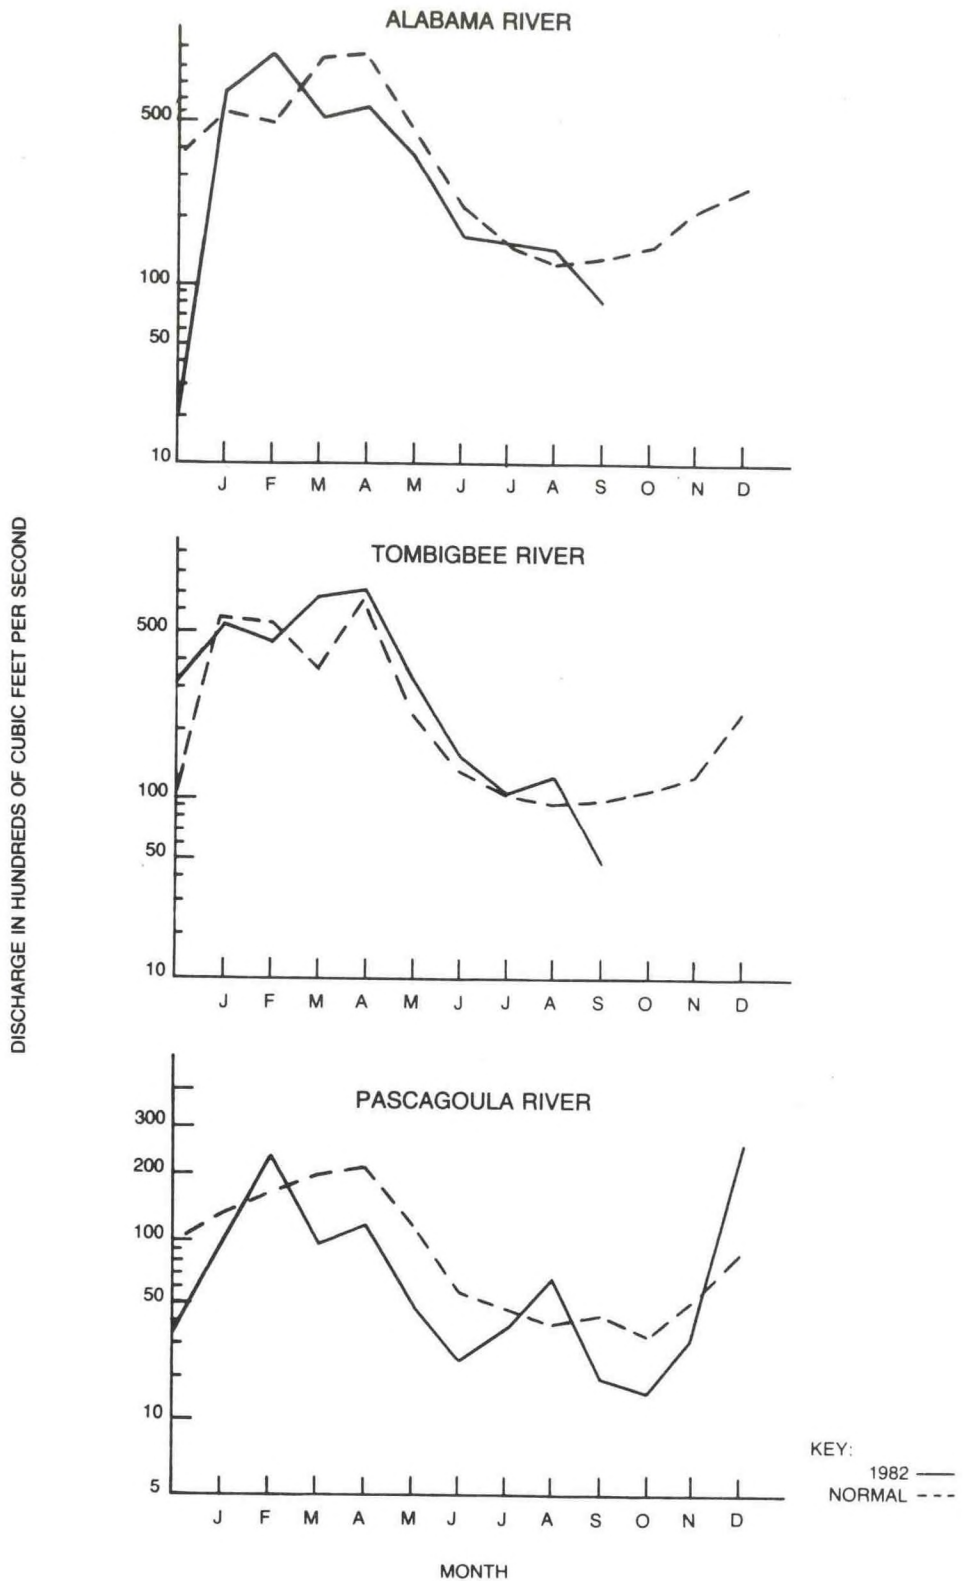 ALABAMA RIVER
500
100
50
10
J F M A M J J A S O N D
DISCHARGE IN HUNDREDS OF CUBIC FEET PER SECOND
TOMBIGBEE RIVER
500
100
50
10
J F M A M J J A S O N D
PASCAGOULA RIVER
300
200
100
50
10
5
J F M A M J J A S O N D
MONTH
KEY:
1982
NORMAL